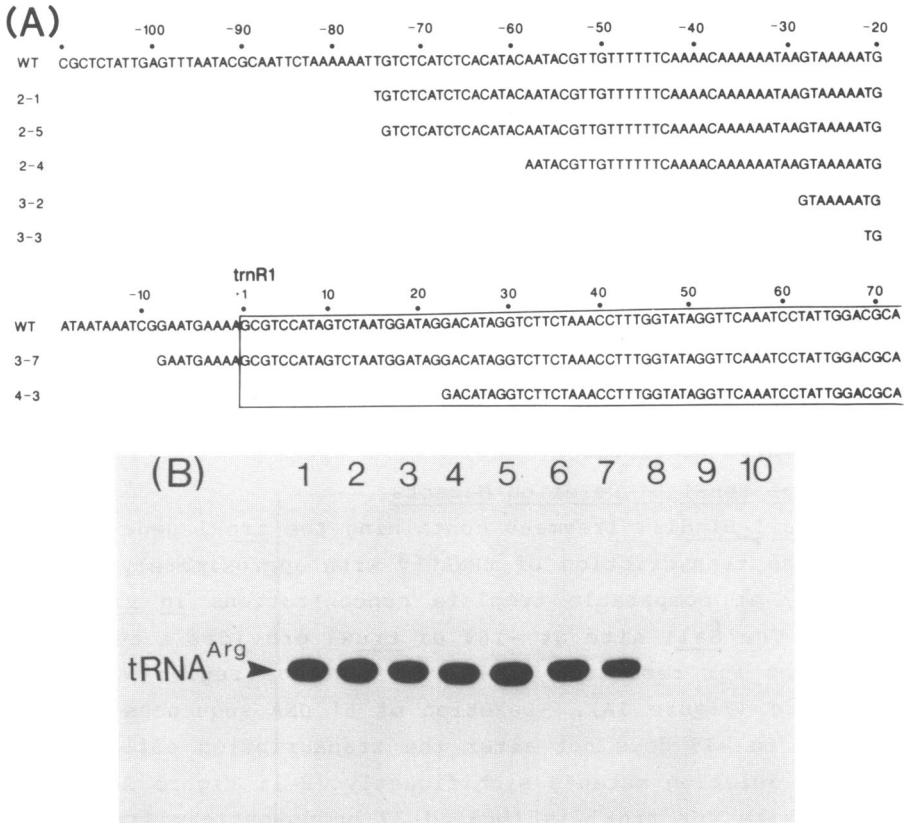 (A)
-100 -90 -80 -70 -60 -50 -40 -30 -20
WT CGCTCTATTGAGTTTAATACGCAATTCTAAAAAATTGTCTCATCTCACATACAATACGTTGTTTTTTCAAAACAAAAAATAAGTAAAAATG
2-1 TGTCTCATCTCACATACAATACGTTGTTTTTTCAAAACAAAAAATAAGTAAAAATG
2-5 GTCTCATCTCACATACAATACGTTGTTTTTTCAAAACAAAAAATAAGTAAAAATG
2-4 AATACGTTGTTTTTTCAAAACAAAAAATAAGTAAAAATG
3-2 GTAAAAATG
3-3 TG
trnR1
-10 ·1 10 20 30 40 50 60 70
WT ATAATAAATCGGAATGAAAAGCGTCCATAGTCTAATGGATAGGACATAGGTCTTCTAAACCTTTGGTATAGGTTCAAATCCTATTGGACGCA
3-7 GAATGAAAAGCGTCCATAGTCTAATGGATAGGACATAGGTCTTCTAAACCTTTGGTATAGGTTCAAATCCTATTGGACGCA
4-3 GACATAGGTCTTCTAAACCTTTGGTATAGGTTCAAATCCTATTGGACGCA
(B)
1 2 3 4 5 6 7 8 9 10
tRNA Arg